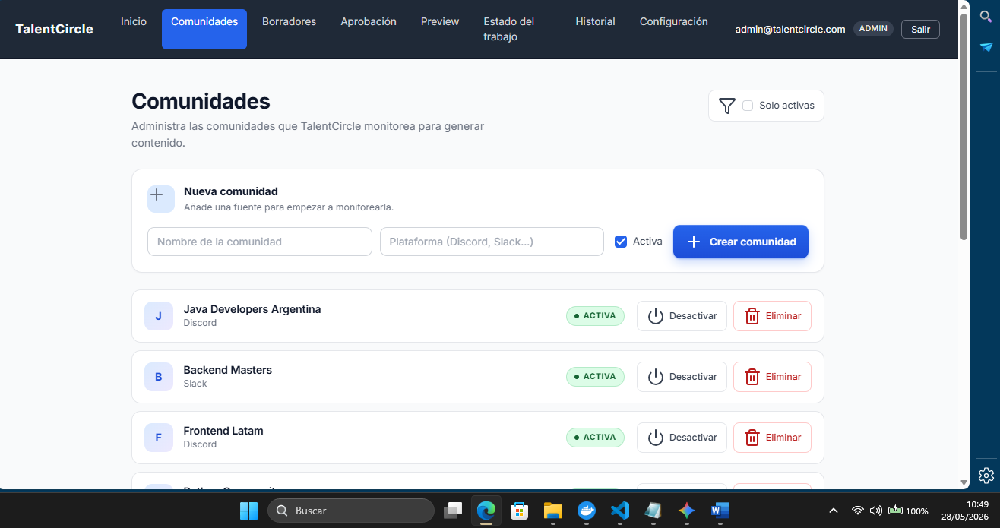 TalentCircle
Inicio
Comunidades
Borradores
Aprobación
Preview
Estado del
trabajo
Historial
Configuración
admin@talentcircle.com
ADMIN
Salir
Comunidades
Administra las comunidades que TalentCircle monitorea para generar
contenido.
Solo activas
Nueva comunidad
Añade una fuente para empezar a monitorearla.
Nombre de la comunidad
Plataforma (Discord, Slack...)
Activa
Crear comunidad
J
Java Developers Argentina
Discord
ACTIVA
Desactivar
Eliminar
B
Backend Masters
Slack
ACTIVA
Desactivar
Eliminar
F
Frontend Latam
Discord
ACTIVA
Desactivar
Eliminar
Buscar
W
100%
10:49
28/05/2026